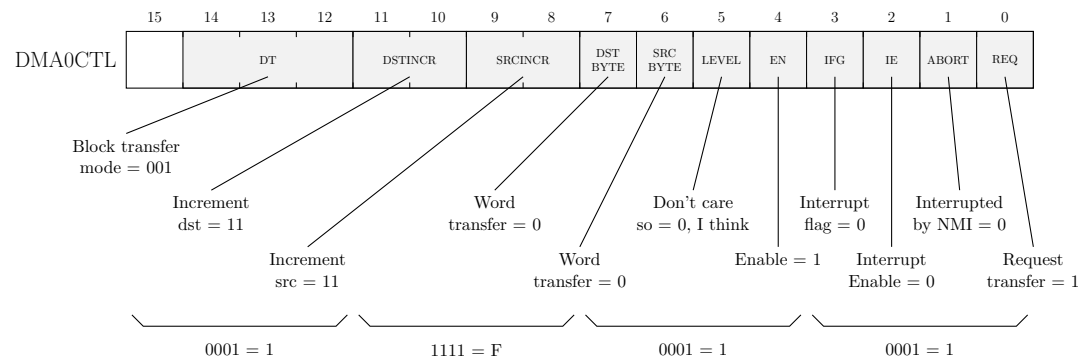 15 14 13 12 11 10 9 8 7 6 5 4 3 2 1 0
DMA0CTL DT DSTINCR SRCINCR DST BYTE SRC BYTE LEVEL EN IFG IE ABORT REQ
Block transfer
mode = 001
Increment
dst = 11
Increment
src = 11
Word
transfer = 0
Word
transfer = 0
Don't care
so = 0, I think
Enable = 1
Interrupt
flag = 0
Interrupt
Enable = 0
Interrupted
by NMI = 0
Request
transfer = 1
0001 = 1 1111 = F 0001 = 1 0001 = 1